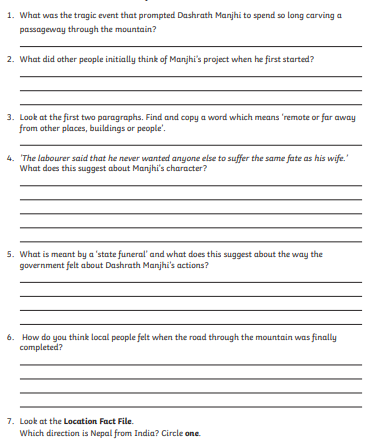 1. What was the tragic event that prompted Dashrath Manjhi to spend so long carving a
passageway through the mountain?
2. What did other people initially think of Manjhi's project when he first started?
3. Look at the first two paragraphs. Find and copy a word which means 'remote or far away
from other places, buildings or people'.
4. 'The labourer said that he never wanted anyone else to suffer the same fate as his wife.'
What does this suggest about Manjhi's character?
5. What is meant by a 'state funeral' and what does this suggest about the way the
government felt about Dashrath Manjhi's actions?
6. How do you think local people felt when the road through the mountain was finally
completed?
7. Look at the Location Fact File.
Which direction is Nepal from India? Circle one.